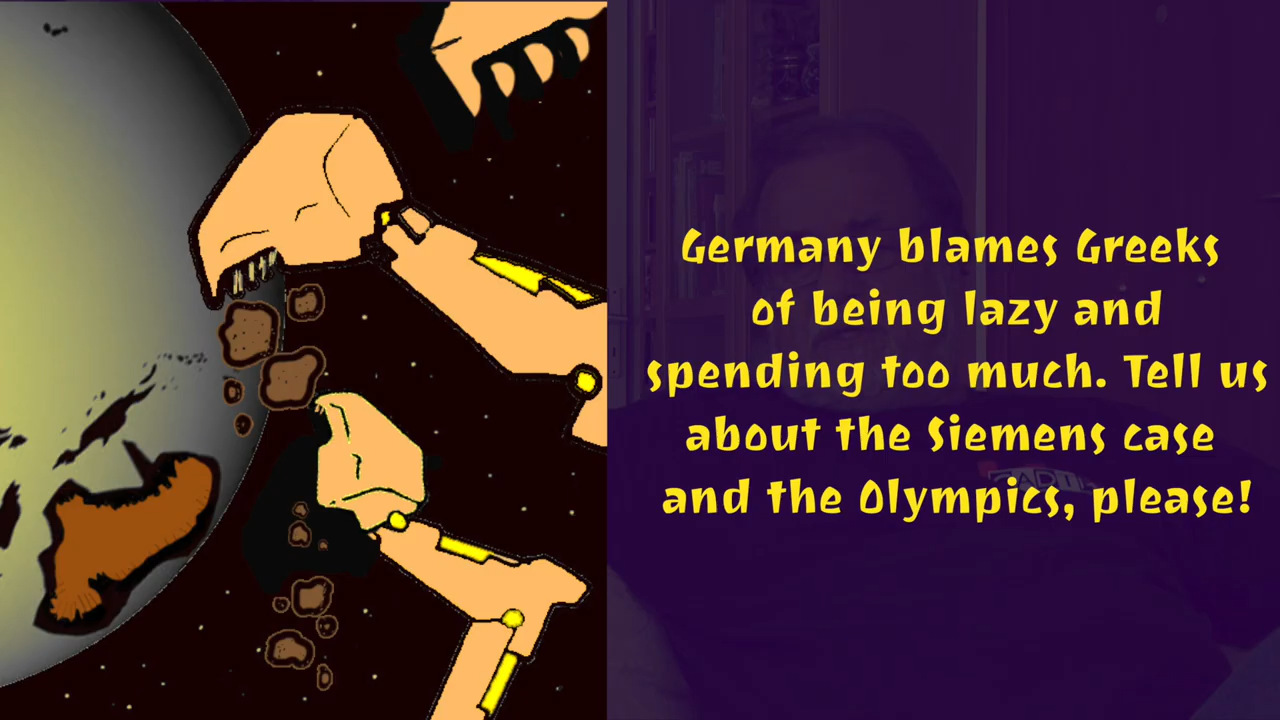 Germany blames Greeks
of being lazy and
spending too much. Tell us
about the Siemens case
and the Olympics, please!